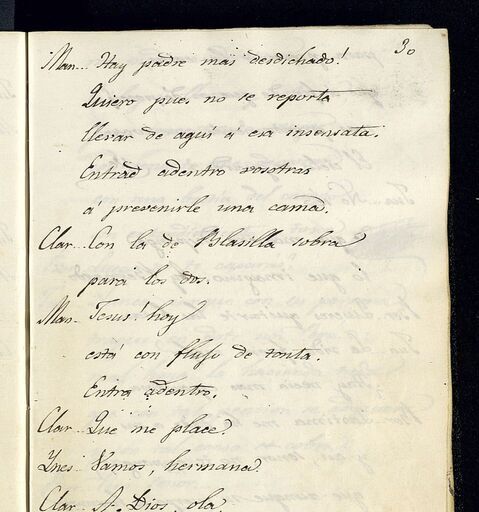 30
Man... Hay padre mas desdichado!
Quiero pues no se reporta
llevar de aquí á esa insensata.
Entrad adentro vosotras
á prevenirle una cama.
Clar... Con la de Blasilla sobra
para los dos.
Man... Jesus! hoy
está con flujo de tonta.
Entra adentro.
Clar... Que me place.
Ynes... Vamos, hermana.
Clar... A Dios, ola